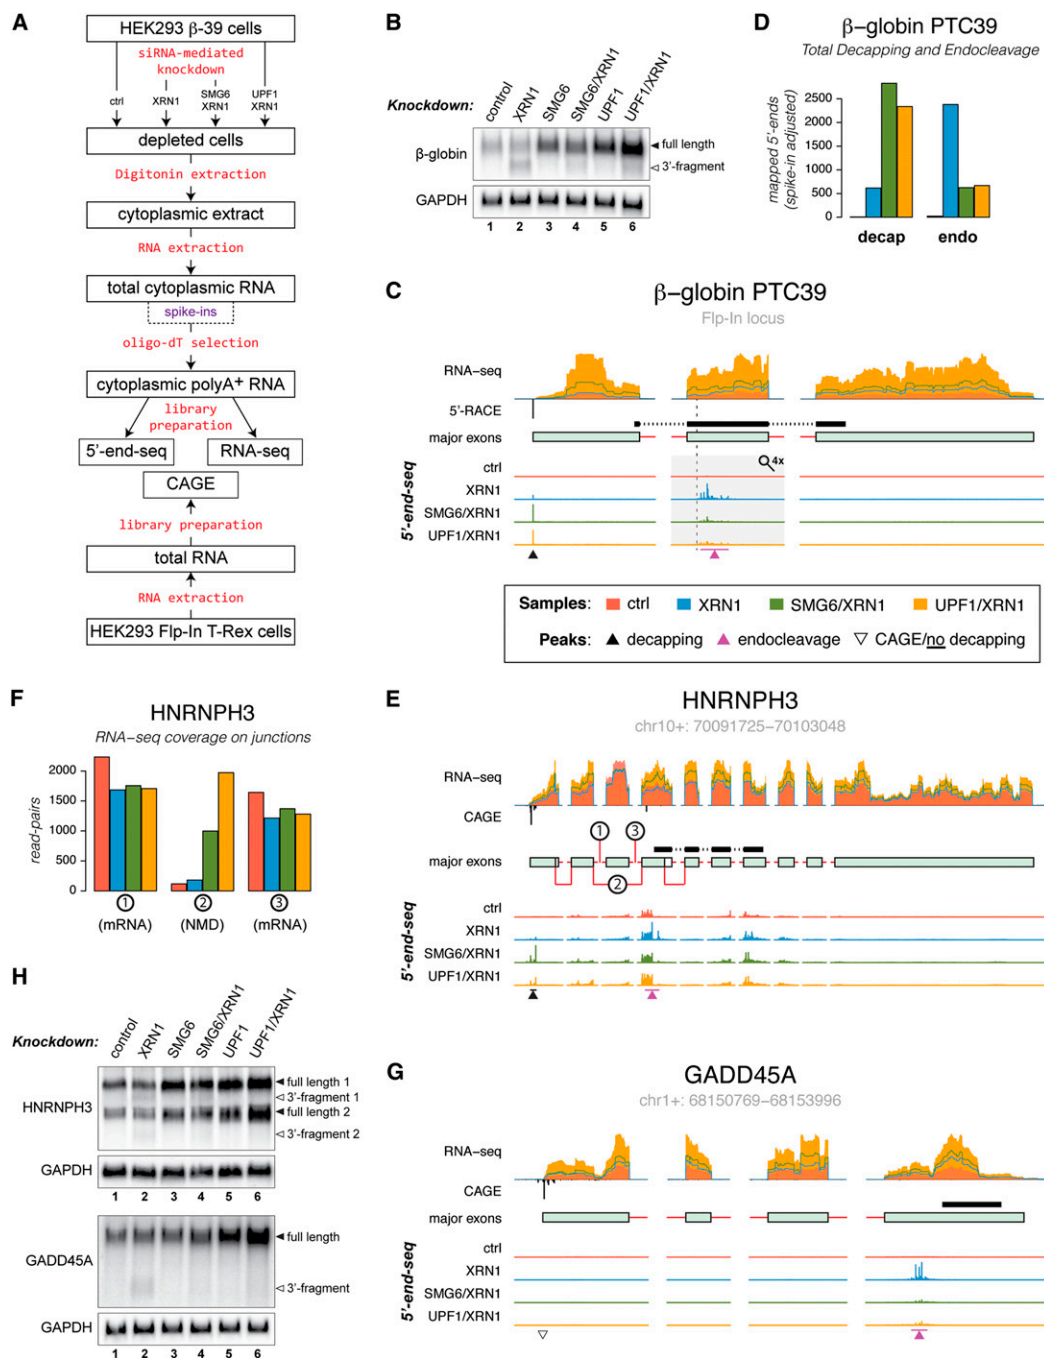 A
HEK293 β-39 cells
siRNA-mediated
knockdown
ctrl
XRN1
SMG6
XRN1
UPF1
XRN1
depleted cells
Digitonin extraction
cytoplasmic extract
RNA extraction
total cytoplasmic RNA
spike-ins
oligo-dT selection
cytoplasmic polyA+ RNA
library
preparation
5'-end-seq
RNA-seq
CAGE
library preparation
total RNA
RNA extraction
HEK293 Flp-In T-Rex cells
B
Knockdown:
control
XRN1
SMG6
SMG6/XRN1
UPF1
UPF1/XRN1
β-globin
full length
3'-fragment
GAPDH
1 2 3 4 5 6
D
β-globin PTC39
Total Decapping and Endocleavage
mapped 5'-ends
(spike-in adjusted)
2500
2000
1500
1000
500
0
decap endo
C
β-globin PTC39
Flp-In locus
RNA-seq
5'-RACE
major exons
5'-end-seq
ctrl
4x
XRN1
SMG6/XRN1
UPF1/XRN1
Samples: ctrl XRN1 SMG6/XRN1 UPF1/XRN1
Peaks: decapping endocleavage CAGE/no decapping
F
HNRNPH3
RNA-seq coverage on junctions
read-pairs
2000
1500
1000
500
0
1 2 3
(mRNA) (NMD) (mRNA)
E
HNRNPH3
chr10+: 70091725-70103048
RNA-seq
CAGE
1 3
major exons
2
5'-end-seq
ctrl
XRN1
SMG6/XRN1
UPF1/XRN1
H
Knockdown:
control
XRN1
SMG6
SMG6/XRN1
UPF1
UPF1/XRN1
HNRNPH3
full length 1
3'-fragment 1
full length 2
3'-fragment 2
GAPDH
1 2 3 4 5 6
GADD45A
full length
3'-fragment
GAPDH
1 2 3 4 5 6
G
GADD45A
chr1+: 68150769-68153996
RNA-seq
CAGE
major exons
5'-end-seq
ctrl
XRN1
SMG6/XRN1
UPF1/XRN1